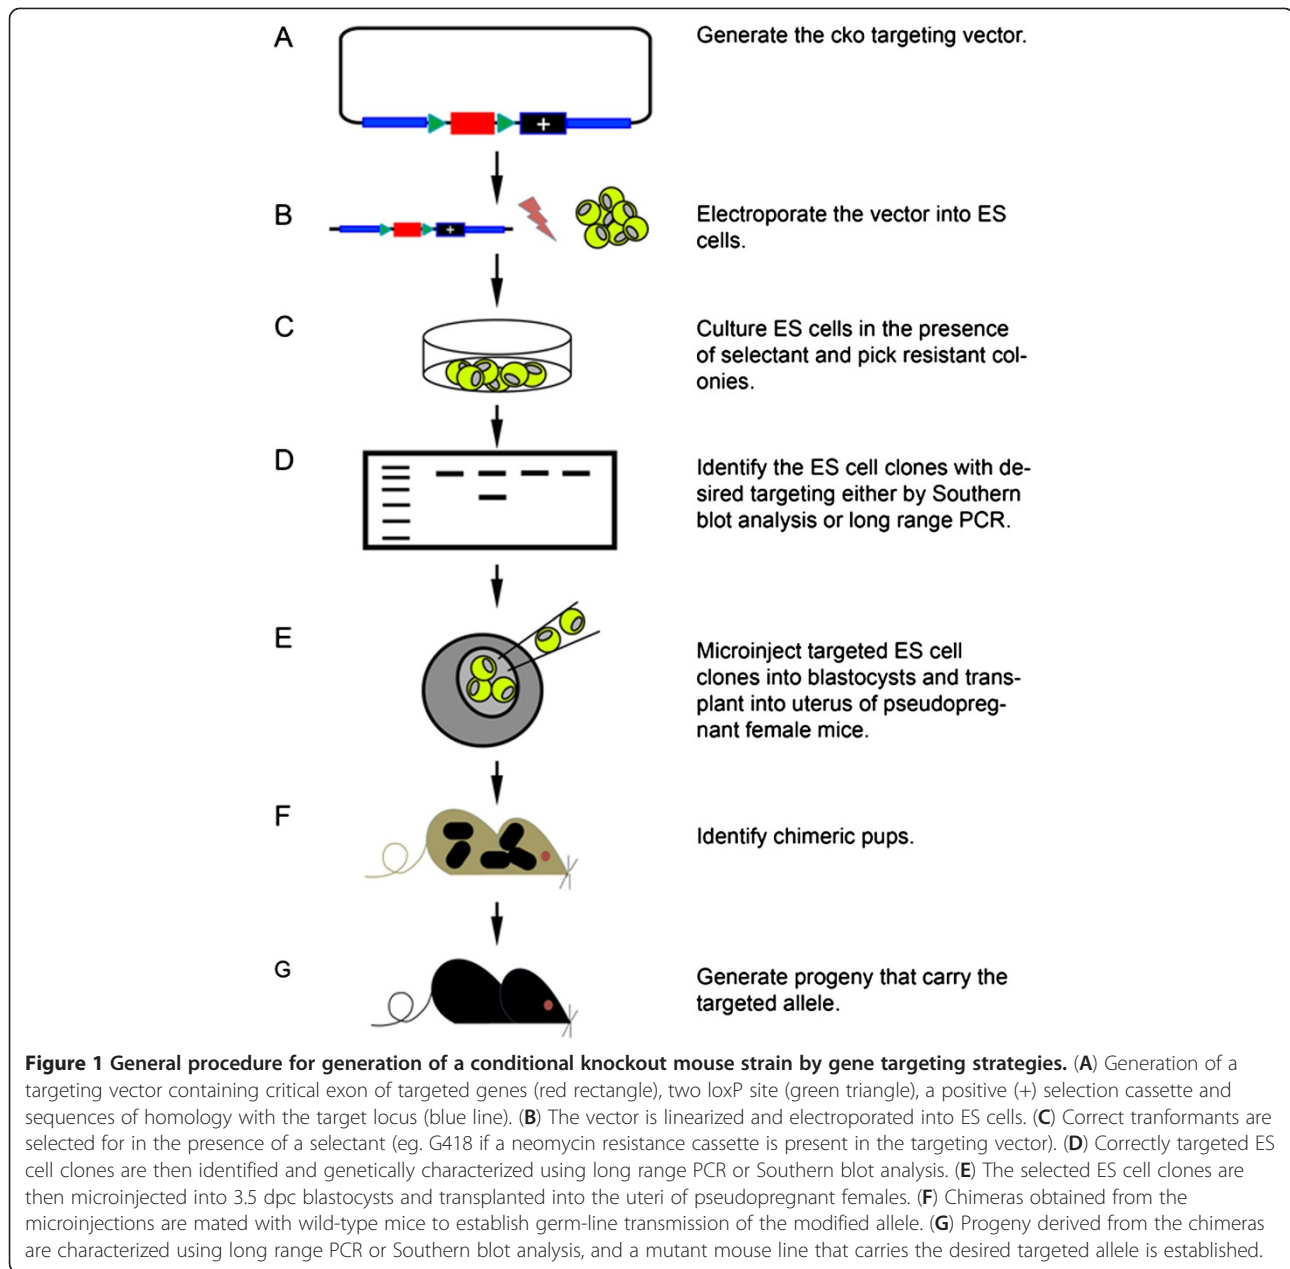 A
Generate the cko targeting vector.
+
B
+
Electroporate the vector into ES
cells.
C
Culture ES cells in the presence
of selectant and pick resistant col-
onies.
D
Identify the ES cell clones with de-
sired targeting either by Southern
blot analysis or long range PCR.
E
Microinject targeted ES cell
clones into blastocysts and trans-
plant into uterus of pseudopreg-
nant female mice.
F
Identify chimeric pups.
G
Generate progeny that carry the
targeted allele.
Figure 1 General procedure for generation of a conditional knockout mouse strain by gene targeting strategies. (A) Generation of a
targeting vector containing critical exon of targeted genes (red rectangle), two loxP site (green triangle), a positive (+) selection cassette and
sequences of homology with the target locus (blue line). (B) The vector is linearized and electroporated into ES cells. (C) Correct tranformants are
selected for in the presence of a selectant (eg. G418 if a neomycin resistance cassette is present in the targeting vector). (D) Correctly targeted ES
cell clones are then identified and genetically characterized using long range PCR or Southern blot analysis. (E) The selected ES cell clones are
then microinjected into 3.5 dpc blastocysts and transplanted into the uteri of pseudopregnant females. (F) Chimeras obtained from the
microinjections are mated with wild-type mice to establish germ-line transmission of the modified allele. (G) Progeny derived from the chimeras
are characterized using long range PCR or Southern blot analysis, and a mutant mouse line that carries the desired targeted allele is established.